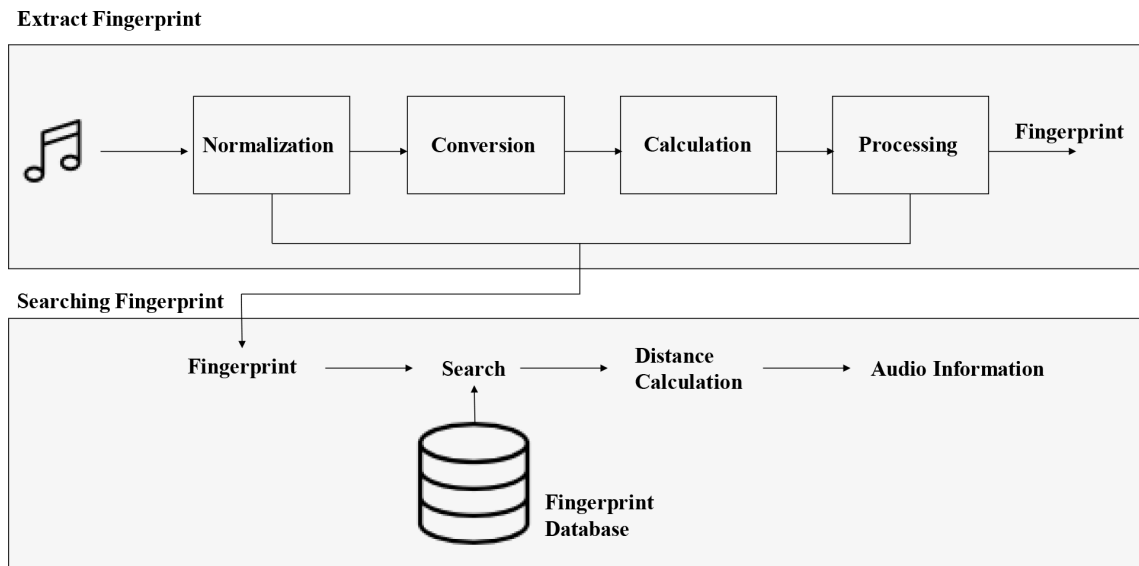 Extract Fingerprint
Normalization
Conversion
Calculation
Processing
Fingerprint
Searching Fingerprint
Fingerprint
Search
Distance
Calculation
Audio Information
Fingerprint
Database